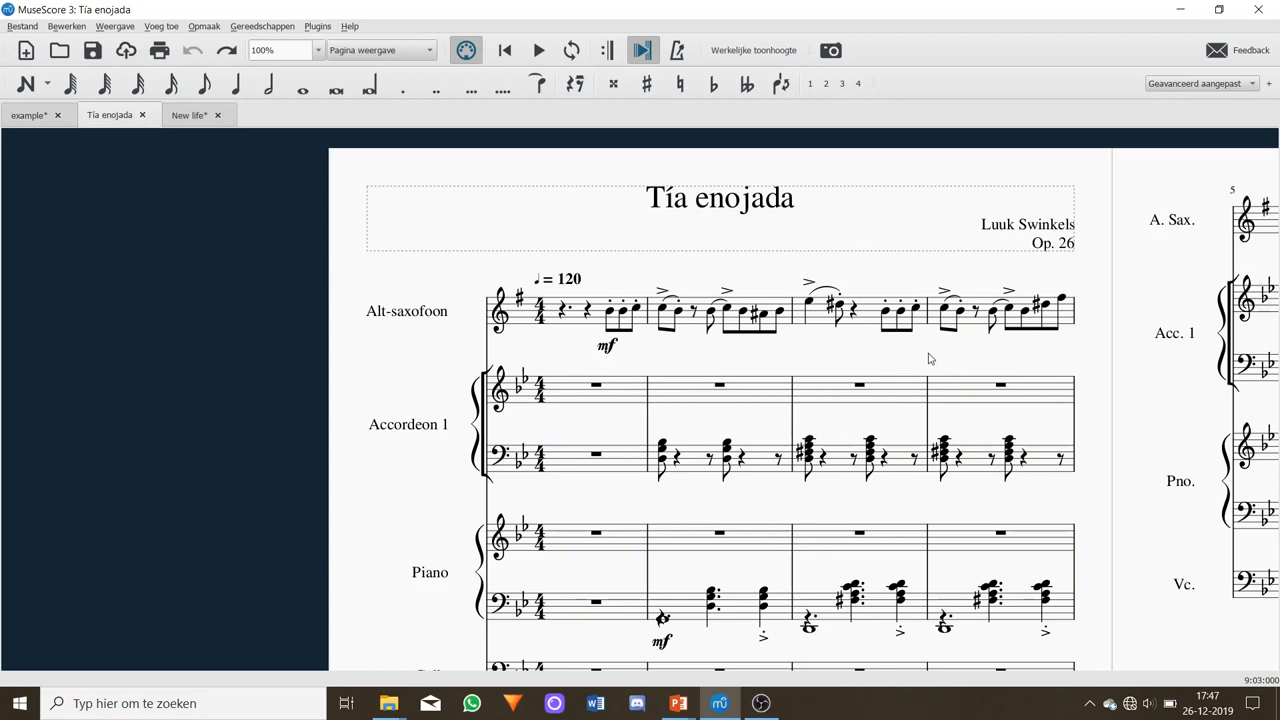 MuseScore 3: Tía enojada
Bestand Bewerken Weergave Voeg toe Opmaak Gereedschappen Plugins Help
100% Pagina weergave Werkelijke toonhoogte Feedback
1 2 3 4 Geavanceerd aangepast +
example* Tía enojada New life*
Tía enojada
Luuk Swinkels
Op. 26
= 120
Alt-saxofoon
mf
Accordeon 1
Piano
mf
5
A. Sax.
Acc. 1
Pno.
Vc.
9:03:000
Typ hier om te zoeken
17:47
26-12-2019